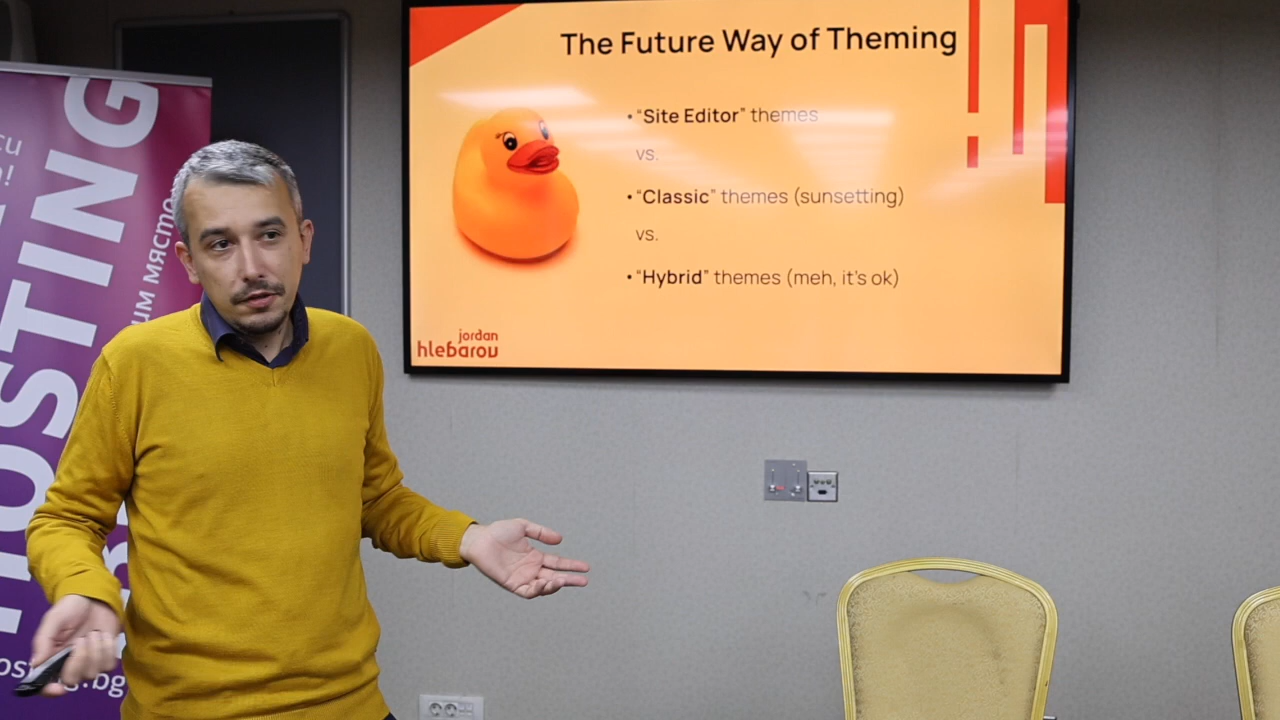 The Future Way of Theming
• "Site Editor" themes
vs.
• "Classic" themes (sunsetting)
vs.
• "Hybrid" themes (meh, it's ok)
jordan
hlebarov
HOSTING